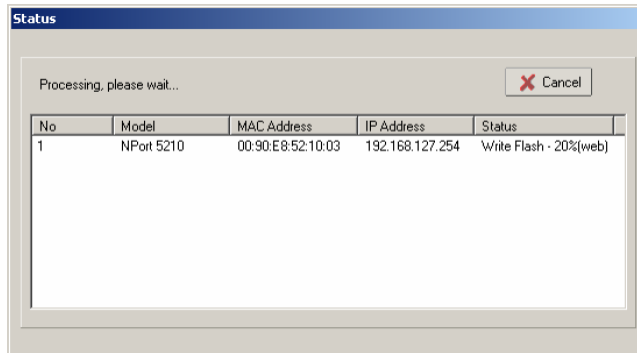 Status
Processing, please wait...
Cancel
No Model MAC Address IP Address Status
1 NPort 5210 00:90:E8:52:10:03 192.168.127.254 Write Flash - 20%(web)